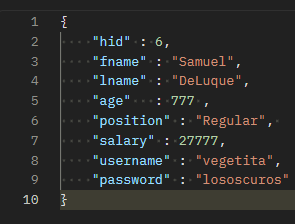 1 {
2 "hid" : 6,
3 "fname" : "Samuel",
4 "lname" : "DeLuque",
5 "age" : 777 ,
6 "position" : "Regular",
7 "salary" : 27777,
8 "username" : "vegetita",
9 "password" : "lososcuros"
10 }